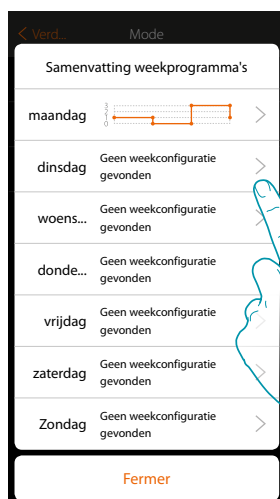 Verd... Mode
Samenvatting weekprogramma's
maandag
3
2
1
0
dinsdag
Geen weekconfiguratie
gevonden
woens...
Geen weekconfiguratie
gevonden
donde...
Geen weekconfiguratie
gevonden
vrijdag
Geen weekconfiguratie
gevonden
zaterdag
Geen weekconfiguratie
gevonden
Zondag
Geen weekconfiguratie
gevonden
Fermer